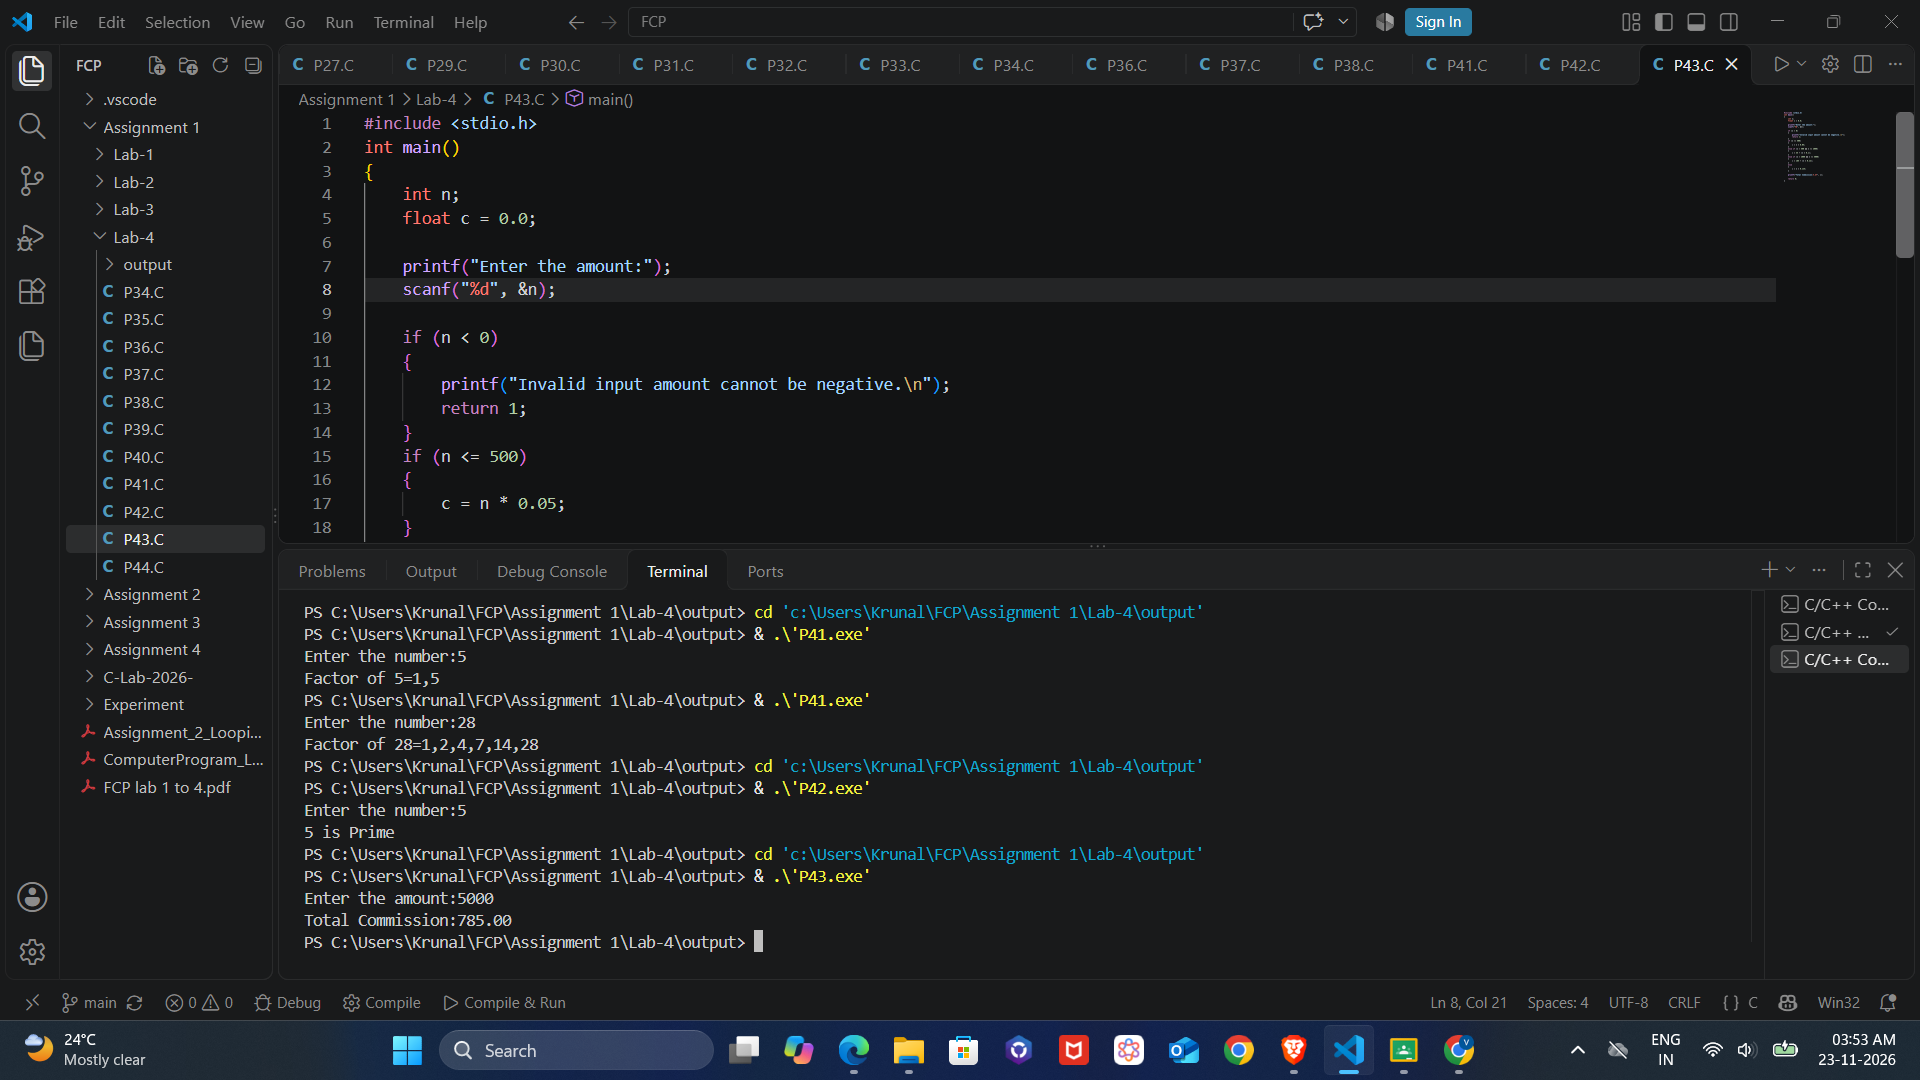 File Edit Selection View Go Run Terminal Help FCP Sign In
FCP
.vscode
Assignment 1
Lab-1
Lab-2
Lab-3
Lab-4
output
C P34.C
C P35.C
C P36.C
C P37.C
C P38.C
C P39.C
C P40.C
C P41.C
C P42.C
C P43.C
C P44.C
Assignment 2
Assignment 3
Assignment 4
C-Lab-2026-
Experiment
Assignment_2_Loopi...
ComputerProgram_L...
FCP lab 1 to 4.pdf
C P27.C C P29.C C P30.C C P31.C C P32.C C P33.C C P34.C C P36.C C P37.C C P38.C C P41.C C P42.C C P43.C
Assignment 1 > Lab-4 > C P43.C > main()
1 #include <stdio.h>
2 int main()
3 {
4 int n;
5 float c = 0.0;
6
7 printf("Enter the amount:");
8 scanf("%d", &n);
9
10 if (n < 0)
11 {
12 printf("Invalid input amount cannot be negative.\n");
13 return 1;
14 }
15 if (n <= 500)
16 {
17 c = n * 0.05;
18 }
Problems Output Debug Console Terminal Ports
PS C:\Users\Krunal\FCP\Assignment 1\Lab-4\output> cd 'c:\Users\Krunal\FCP\Assignment 1\Lab-4\output'
PS C:\Users\Krunal\FCP\Assignment 1\Lab-4\output> & .\'P41.exe'
Enter the number:5
Factor of 5=1,5
PS C:\Users\Krunal\FCP\Assignment 1\Lab-4\output> & .\'P41.exe'
Enter the number:28
Factor of 28=1,2,4,7,14,28
PS C:\Users\Krunal\FCP\Assignment 1\Lab-4\output> cd 'c:\Users\Krunal\FCP\Assignment 1\Lab-4\output'
PS C:\Users\Krunal\FCP\Assignment 1\Lab-4\output> & .\'P42.exe'
Enter the number:5
5 is Prime
PS C:\Users\Krunal\FCP\Assignment 1\Lab-4\output> cd 'c:\Users\Krunal\FCP\Assignment 1\Lab-4\output'
PS C:\Users\Krunal\FCP\Assignment 1\Lab-4\output> & .\'P43.exe'
Enter the amount:5000
Total Commission:785.00
PS C:\Users\Krunal\FCP\Assignment 1\Lab-4\output>
C/C++ Co...
C/C++ ...
C/C++ Co...
main 0 0 Debug Compile Compile & Run Ln 8, Col 21 Spaces: 4 UTF-8 CRLF { } C Win32
24°C
Mostly clear
Search
ENG
IN
03:53 AM
23-11-2026